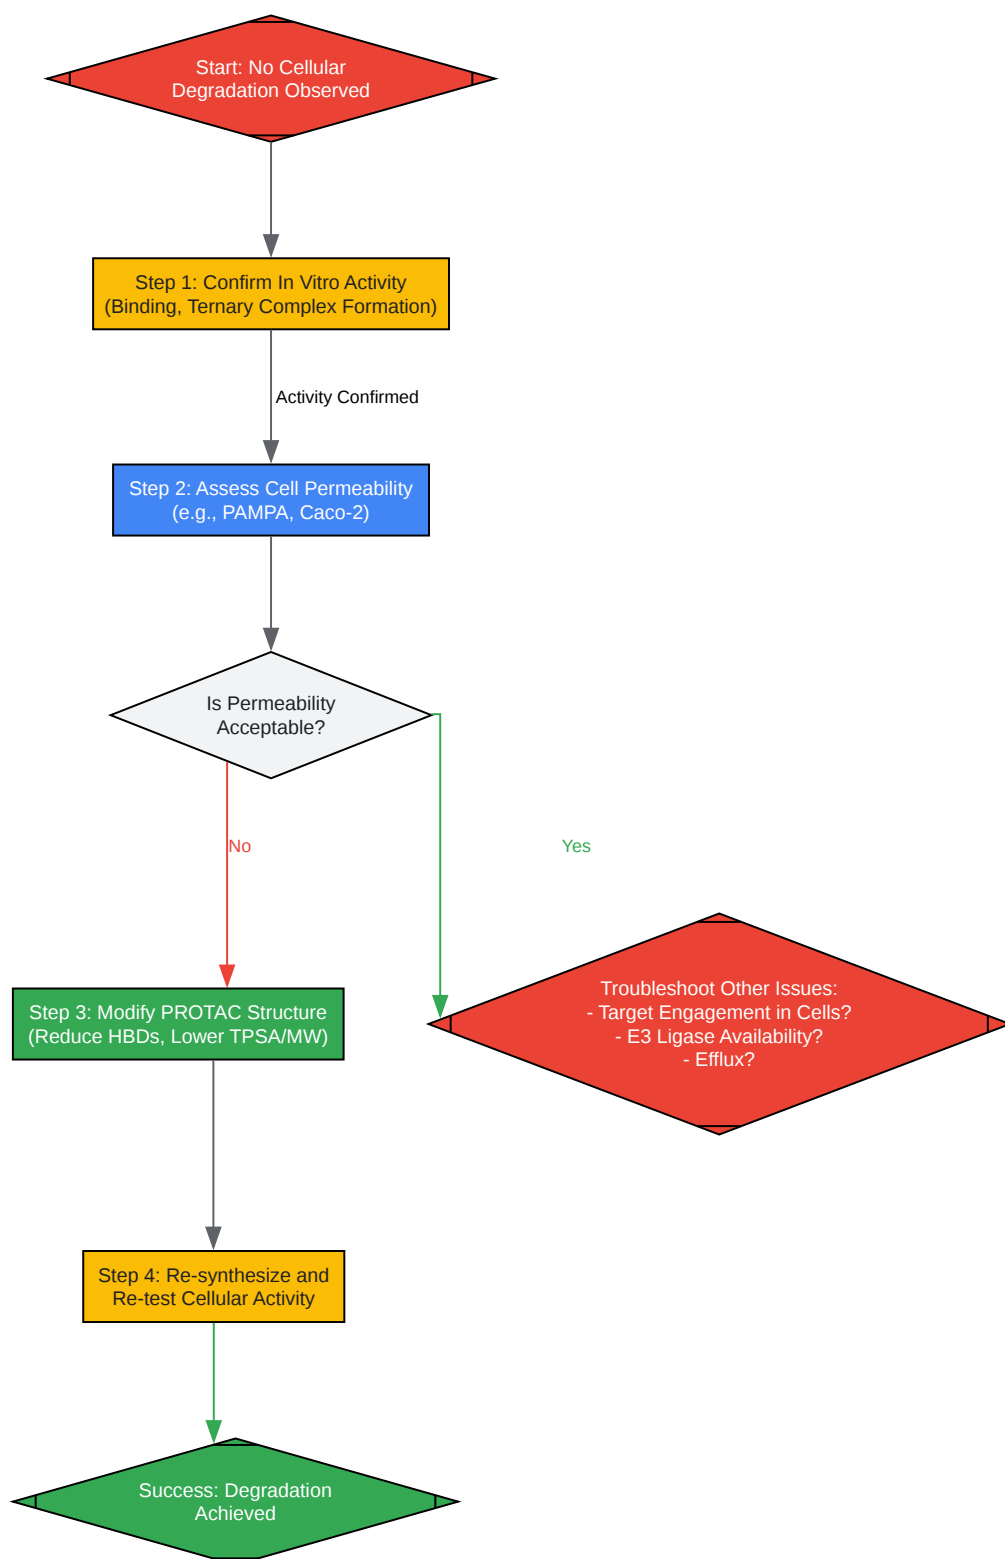 Start: No Cellular
Degradation Observed
Step 1: Confirm In Vitro Activity
(Binding, Ternary Complex Formation)
Activity Confirmed
Step 2: Assess Cell Permeability
(e.g., PAMPA, Caco-2)
Is Permeability
Acceptable?
No
Yes
Troubleshoot Other Issues:
- Target Engagement in Cells?
- E3 Ligase Availability?
- Efflux?
Step 3: Modify PROTAC Structure
(Reduce HBDs, Lower TPSA/MW)
Step 4: Re-synthesize and
Re-test Cellular Activity
Success: Degradation
Achieved